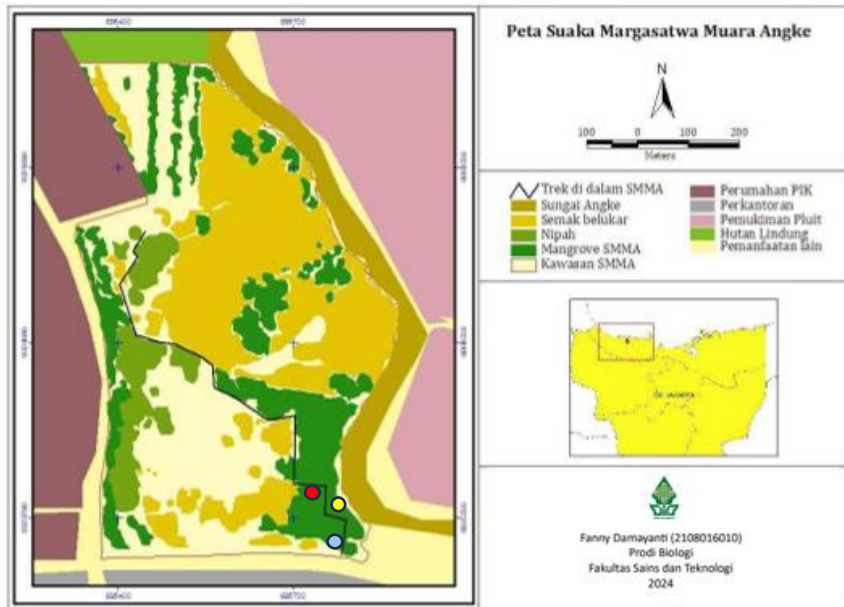 Peta Suaka Margasatwa Muara Angke
N
100 0 100 200
Meters
Trek di dalam SMMA
Sungai Angke
Semak belukar
Nipah
Mangrove SMMA
Kawasan SMMA
Perumahan PIK
Perkantoran
Pemukiman Pluit
Hutan Lindung
Pemanfaatan lain
DKI JAKARTA
Fanny Damayanti (2108016010)
Prodi Biologi
Fakultas Sains dan Teknologi
2024